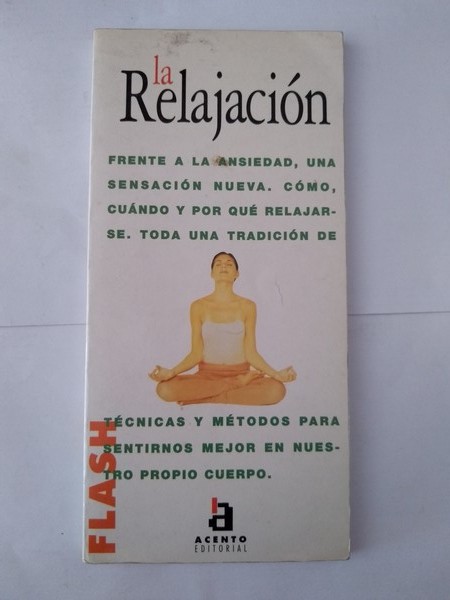 la
Relajación
FRENTE A LA ANSIEDAD, UNA
SENSACIÓN NUEVA. CÓMO,
CUÁNDO Y POR QUÉ RELAJAR-
SE. TODA UNA TRADICIÓN DE
TÉCNICAS Y MÉTODOS PARA
SENTIRNOS MEJOR EN NUES-
TRO PROPIO CUERPO.
FLASH
a
ACENTO
EDITORIAL